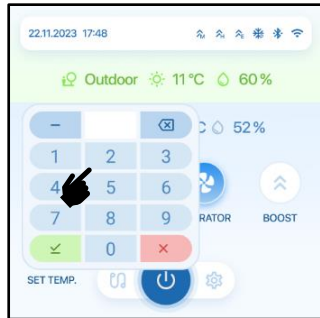 22.11.2023 17:48
Outdoor 11 °C 60 %
°C 52 %
−
1 2 3
4 5 6
7 8 9
0 ×
RATOR BOOST
SET TEMP.